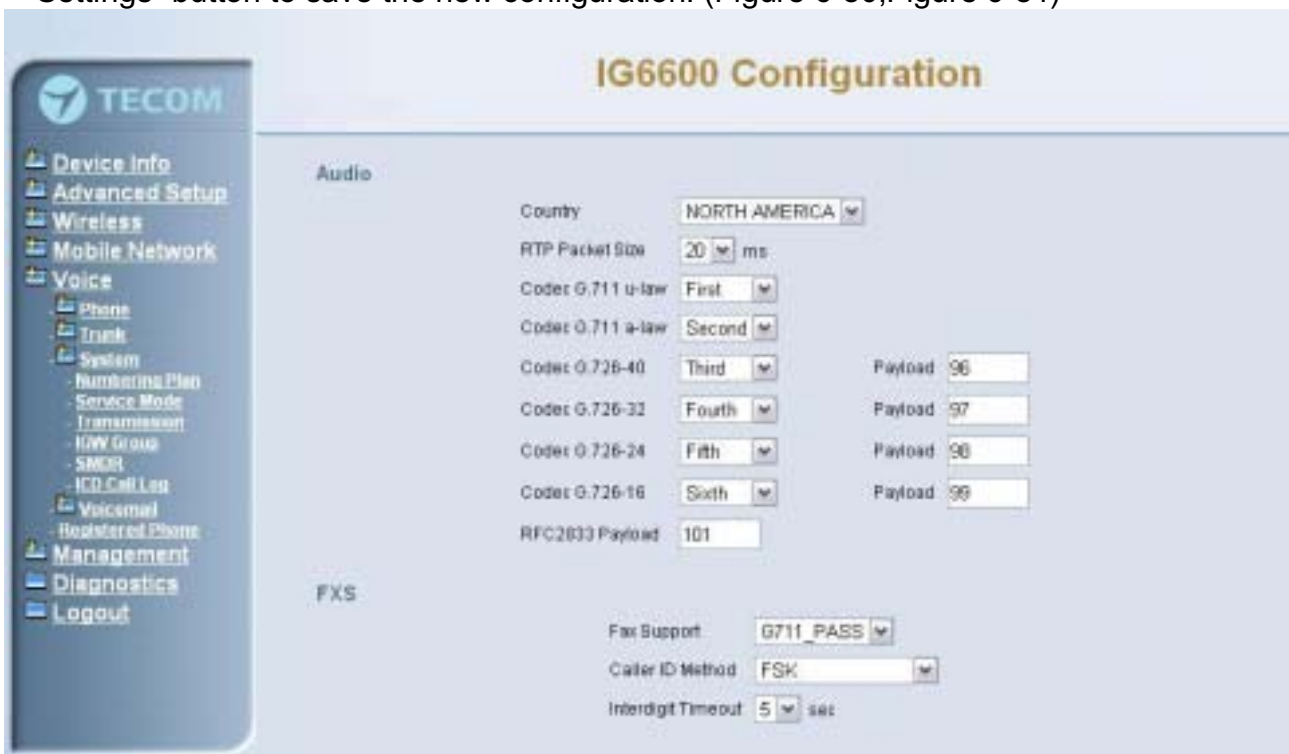 Settings" button to save the new configuration. (Figure
IG6600 Configuration
TECOM
Device Info
Advanced Setup
Wireless
Mobile Network
Voice
Phone
Trunk
System
- Numbering Plan
- Service Mode
- Transmission
- IGW Group
- SMDR
- ICD Call Log
Voicemail
- Registered Phone
Management
Diagnostics
Logout
Audio
Country NORTH AMERICA
RTP Packet Size 20 ms
Codec G.711 u-law First
Codec G.711 a-law Second
Codec G.726-40 Third Payload 96
Codec G.726-32 Fourth Payload 97
Codec G.726-24 Fifth Payload 98
Codec G.726-16 Sixth Payload 99
RFC2833 Payload 101
FXS
Fax Support G711_PASS
Caller ID Method FSK
Interdigit Timeout 5 sec